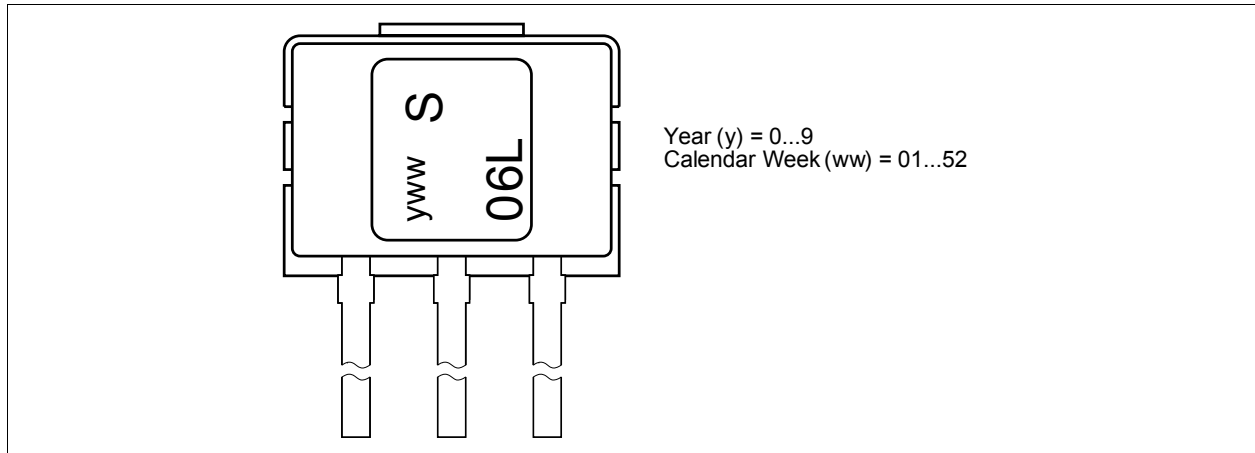 yww S
06L
Year (y) = 0...9
Calendar Week (ww) = 01...52